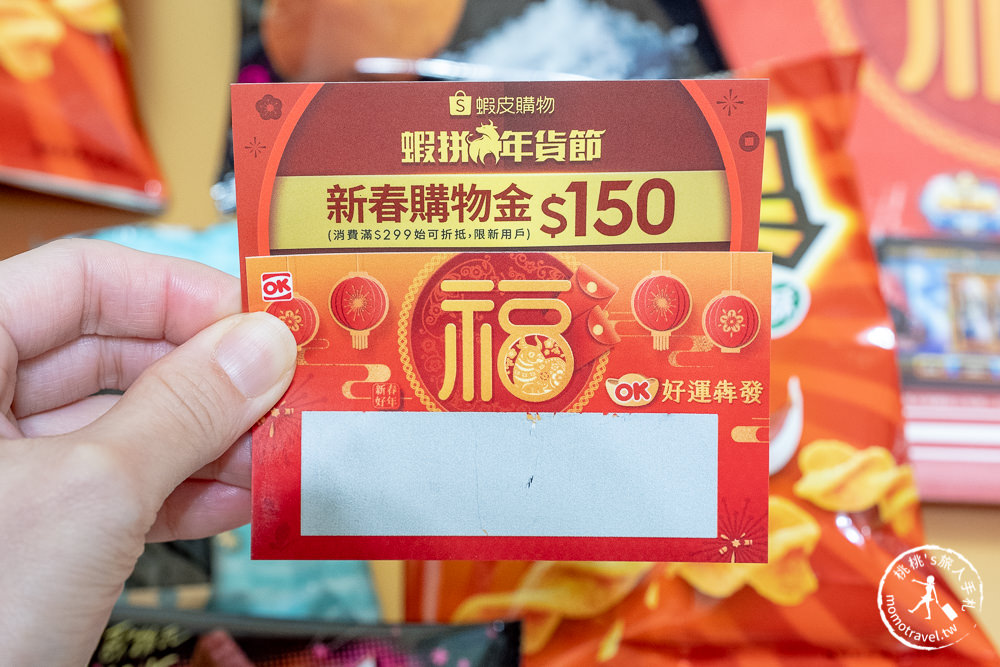 蝦皮購物
蝦拼年貨節
新春購物金$150
(消費滿$299始可折抵,限新用戶)
OK
福
新春
好年
OK 好運犇發
桃桃's旅人手札
momotravel.tw